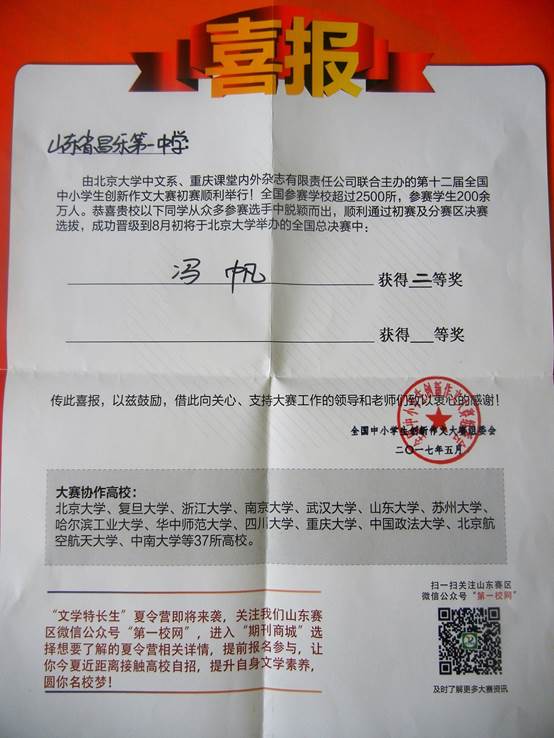 喜报
山东省昌乐第一中学:
由北京大学中文系、重庆课堂内外杂志有限责任公司联合主办的第十二届全国
中小学生创新作文大赛初赛顺利举行！全国参赛学校超过2500所，参赛学生200余
万人。恭喜贵校以下同学从众多参赛选手中脱颖而出，顺利通过初赛及分赛区决赛
选拔，成功晋级到8月初将于北京大学举办的全国总决赛中：
冯帆 获得二等奖
获得 等奖
传此喜报，以兹鼓励，借此向关心、支持大赛工作的领导和老师们致以衷心的感谢！
全国中小学生创新作文大赛组委会
二〇一七年五月
大赛协作高校：
北京大学、复旦大学、浙江大学、南京大学、武汉大学、山东大学、苏州大学、
哈尔滨工业大学、华中师范大学、四川大学、重庆大学、中国政法大学、北京航
空航天大学、中南大学等37所高校。
扫一扫关注山东赛区
微信公众号“第一校网”
“文学特长生”夏令营即将来袭，关注我们山东赛
区微信公众号“第一校网”，进入“期刊商城”选
择想要了解的夏令营相关详情，提前报名参与，让
你今夏近距离接触高校自招，提升自身文学素养，
圆你名校梦！
及时了解更多大赛资讯